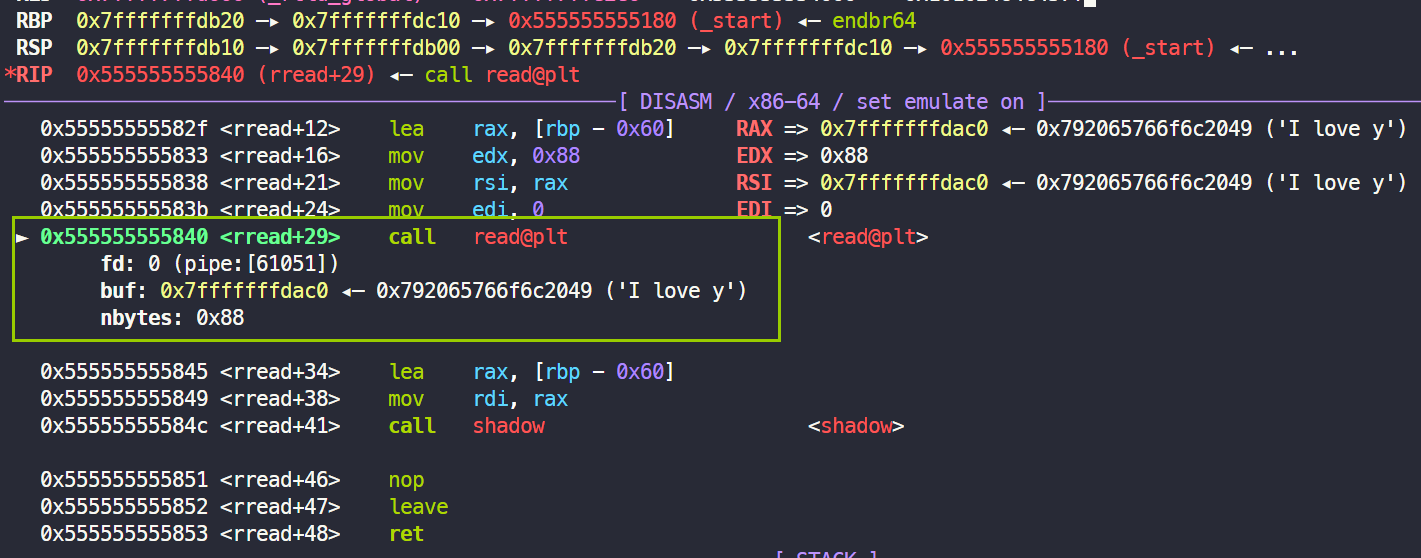 RBP  0x7fffffffdb20 —▸ 0x7fffffffdc10 —▸ 0x555555555180 (_start) ◂— endbr64
RSP  0x7fffffffdb10 —▸ 0x7fffffffdb00 —▸ 0x7fffffffdb20 —▸ 0x7fffffffdc10 —▸ 0x555555555180 (_start) ◂— ...
*RIP  0x555555555840 (rread+29) ◂— call read@plt
[ DISASM / x86-64 / set emulate on ]
0x55555555582f <rread+12>    lea    rax, [rbp - 0x60]     RAX => 0x7fffffffdac0 ◂— 0x792065766f6c2049 ('I love y')
0x555555555833 <rread+16>    mov    edx, 0x88             EDX => 0x88
0x555555555838 <rread+21>    mov    rsi, rax              RSI => 0x7fffffffdac0 ◂— 0x792065766f6c2049 ('I love y')
0x55555555583b <rread+24>    mov    edi, 0                EDI => 0
► 0x555555555840 <rread+29>    call   read@plt                    <read@plt>
fd: 0 (pipe:[61051])
buf: 0x7fffffffdac0 ◂— 0x792065766f6c2049 ('I love y')
nbytes: 0x88
0x555555555845 <rread+34>    lea    rax, [rbp - 0x60]
0x555555555849 <rread+38>    mov    rdi, rax
0x55555555584c <rread+41>    call   shadow                      <shadow>
0x555555555851 <rread+46>    nop
0x555555555852 <rread+47>    leave
0x555555555853 <rread+48>    ret
[ STACK ]